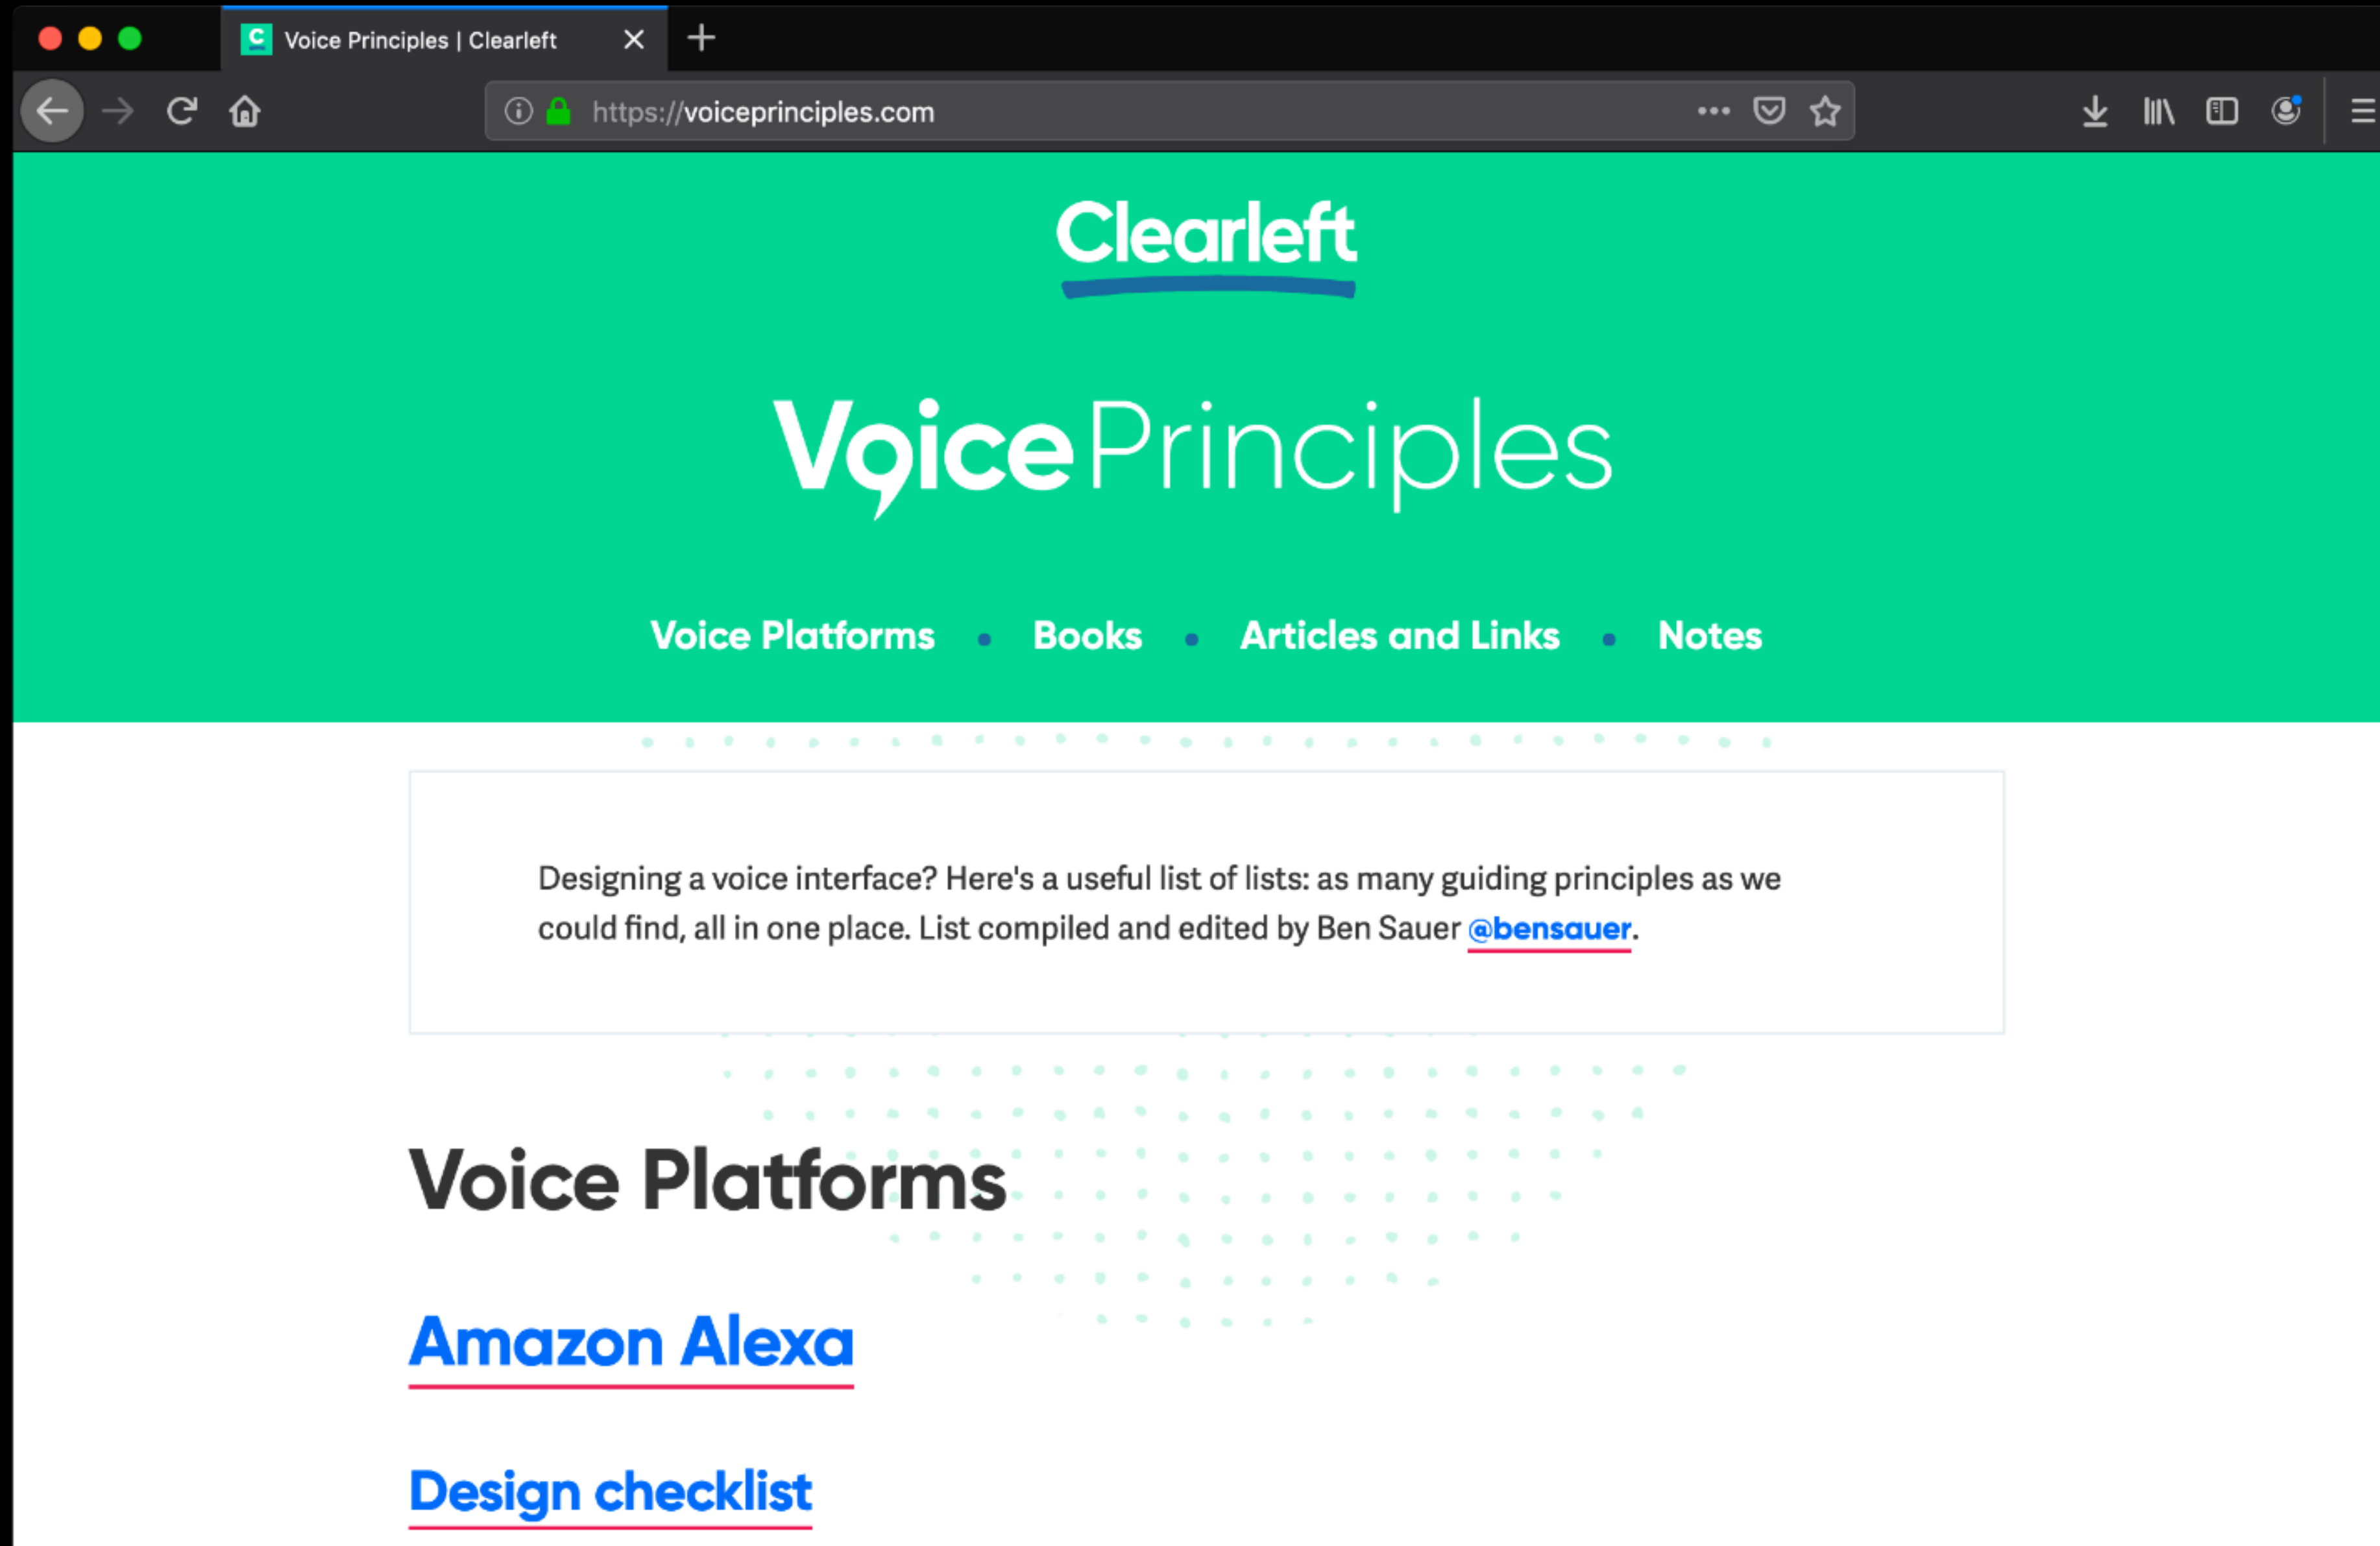 Voice Principles | Clearleft
https://voiceprinciples.com
Clearleft
Voice Principles
Voice Platforms • Books • Articles and Links • Notes
Designing a voice interface? Here's a useful list of lists: as many guiding principles as we
could find, all in one place. List compiled and edited by Ben Sauer @bensauer.
Voice Platforms
Amazon Alexa
Design checklist